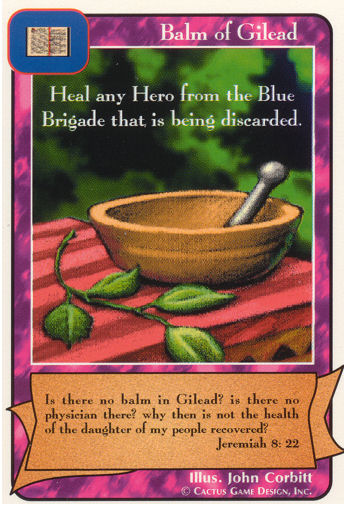 Balm of Gilead
Heal any Hero from the Blue
Brigade that is being discarded.
Is there no balm in Gilead? is there no
physician there? why then is not the health
of the daughter of my people recovered?
Jeremiah 8: 22
Illus. John Corbitt
© Cactus Game Design, Inc.